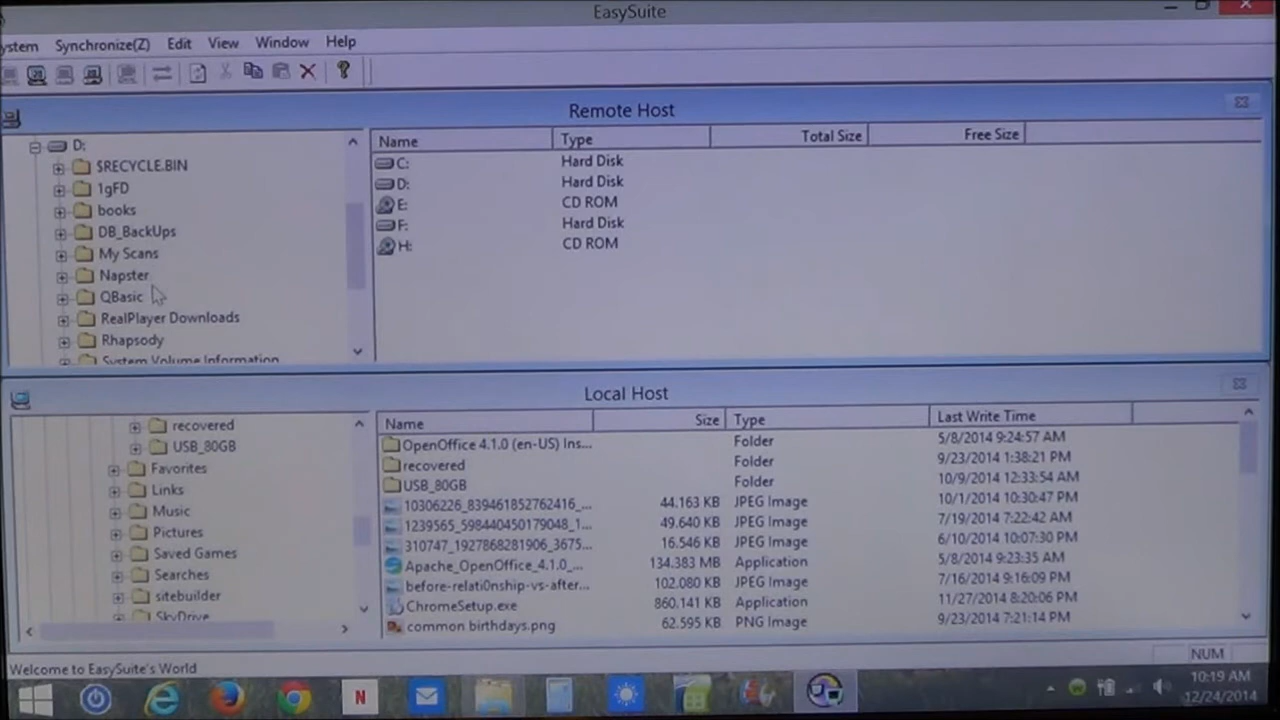 EasySuite
ystem Synchronize(Z) Edit View Window Help
Remote Host
D:
$RECYCLE.BIN
1gFD
books
DB_BackUps
My Scans
Napster
QBasic
RealPlayer Downloads
Rhapsody
System Volume Information
Name Type Total Size Free Size
C: Hard Disk
D: Hard Disk
E: CD ROM
F: Hard Disk
H: CD ROM
Local Host
recovered
USB_80GB
Favorites
Links
Music
Pictures
Saved Games
Searches
sitebuilder
SkyDrive
Name Size Type Last Write Time
OpenOffice 4.1.0 (en-US) Ins... Folder 5/8/2014 9:24:57 AM
recovered Folder 9/23/2014 1:38:21 PM
USB_80GB Folder 10/9/2014 12:33:54 AM
10306226_839461852762416_... 44.163 KB JPEG Image 10/1/2014 10:30:47 PM
1239565_598440450179048_1... 49.640 KB JPEG Image 7/19/2014 7:22:42 AM
310747_1927868281906_3675... 16.546 KB JPEG Image 6/10/2014 10:07:30 PM
Apache_OpenOffice_4.1.0_... 134.383 MB Application 5/8/2014 9:23:35 AM
before-relati0nship-vs-after... 102.080 KB JPEG Image 7/16/2014 9:16:09 PM
ChromeSetup.exe 860.141 KB Application 11/27/2014 8:20:06 PM
common birthdays.png 62.595 KB PNG Image 9/23/2014 7:21:14 PM
Welcome to EasySuite's World
NUM
N
10:19 AM
12/24/2014